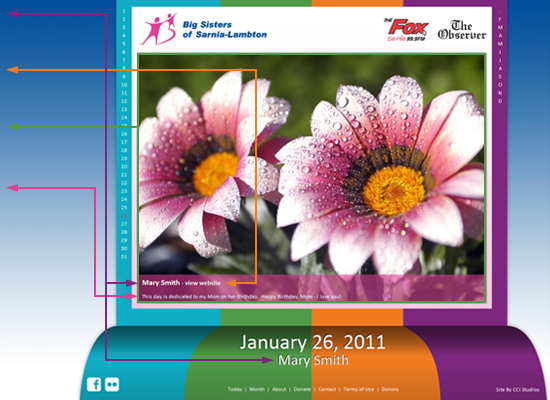 Big Sisters
of Sarnia-Lambton
THE
Fox
99.9FM
The
Observer
1
2
3
4
5
6
7
8
9
10
11
12
13
14
15
16
17
18
19
20
21
22
23
24
25
27
28
29
30
31
F
M
A
M
J
J
A
S
O
N
D
Mary Smith - view website
This day is dedicated to my Mom on her Birthday. Happy Birthday, Mom - I love you!
January 26, 2011
Mary Smith
Today | Month | About | Donate | Contact | Terms of Use | Donors
Site By CCI Studios